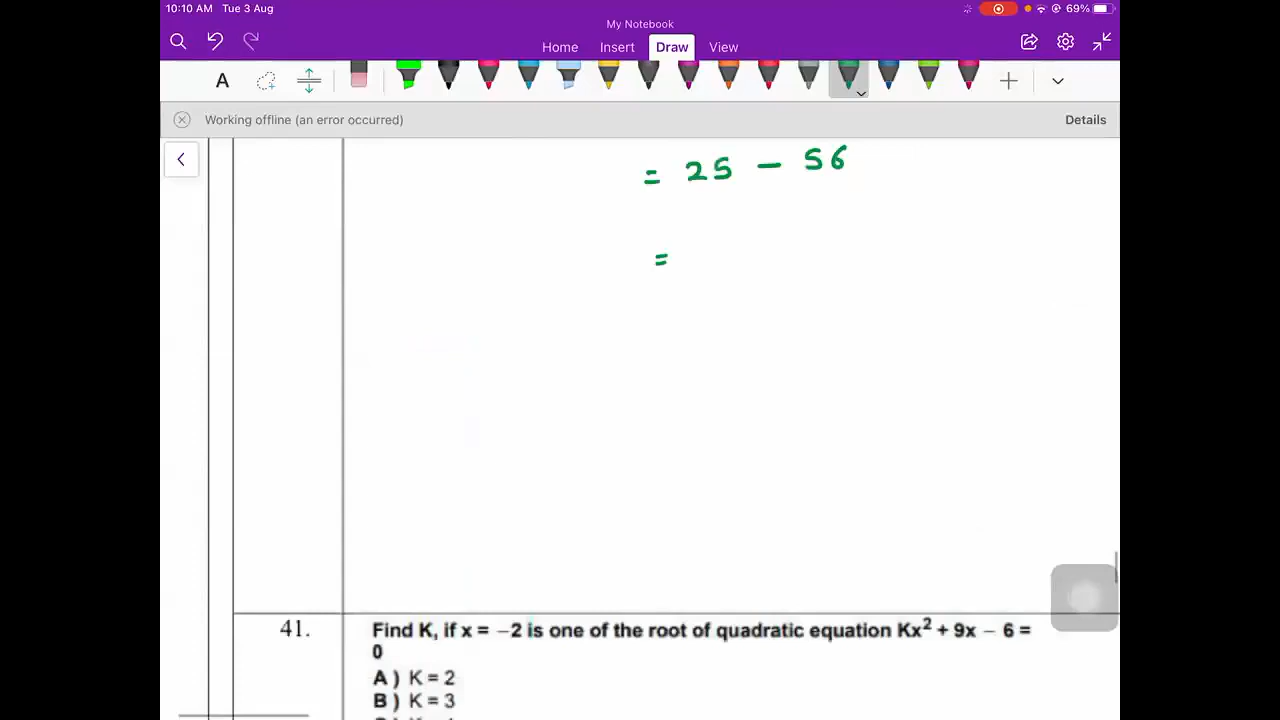 10:10 AM Tue 3 Aug
69%
My Notebook
Home Insert Draw View
A
Working offline (an error occurred) Details
= 25 - 56
=
41. Find K, if x = −2 is one of the root of quadratic equation Kx² + 9x − 6 =
0
A ) K = 2
B ) K = 3